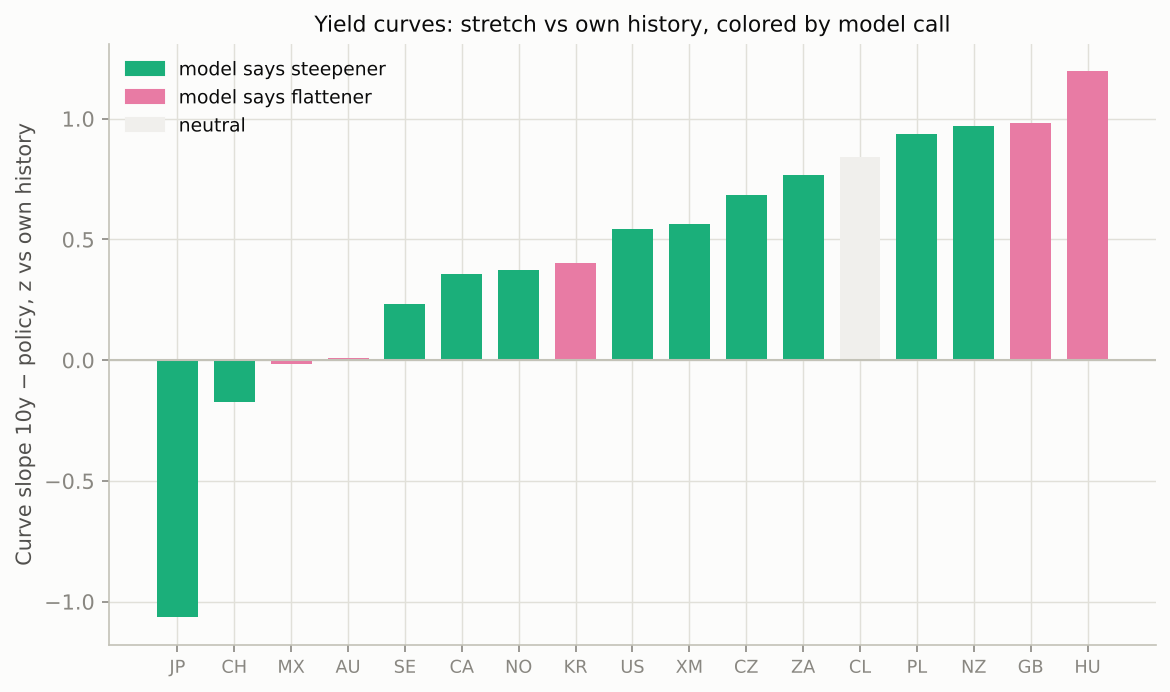 Yield curves: stretch vs own history, colored by model call
model says steepener
model says flattener
neutral
Curve slope 10y − policy, z vs own history
1.0
0.5
0.0
−0.5
−1.0
JP CH MX AU SE CA NO KR US XM CZ ZA CL PL NZ GB HU